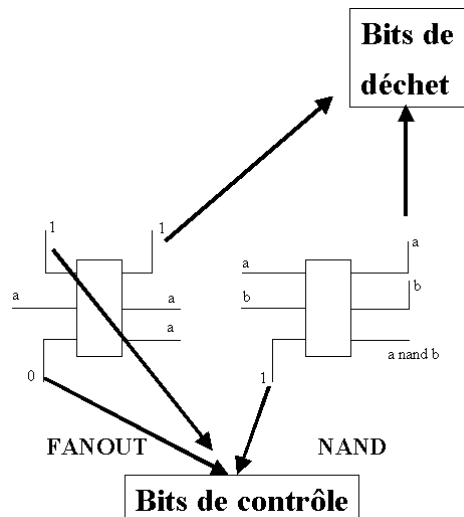 Bits de
déchet
1
1
a
a
a
0
FANOUT
a
b
1
a
b
a nand b
NAND
Bits de contrôle